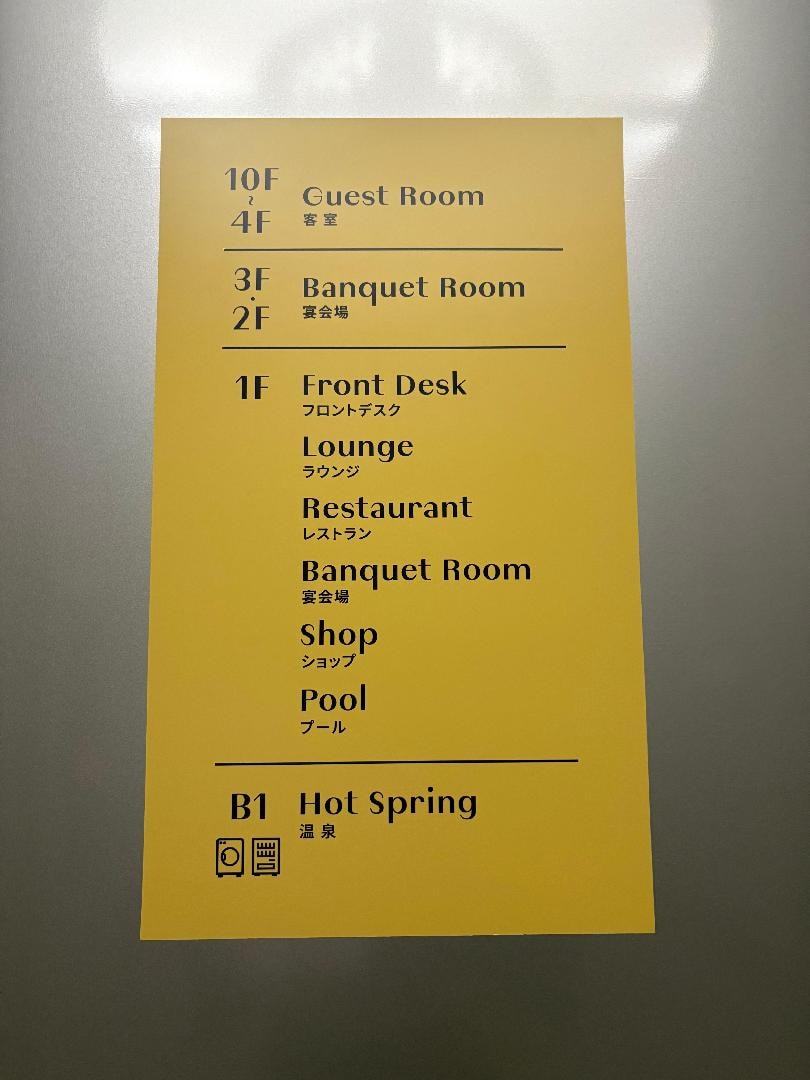 10F
~
4F
Guest Room
客室
3F
・
2F
Banquet Room
宴会場
1F
Front Desk
フロントデスク
Lounge
ラウンジ
Restaurant
レストラン
Banquet Room
宴会場
Shop
ショップ
Pool
プール
B1
Hot Spring
温泉